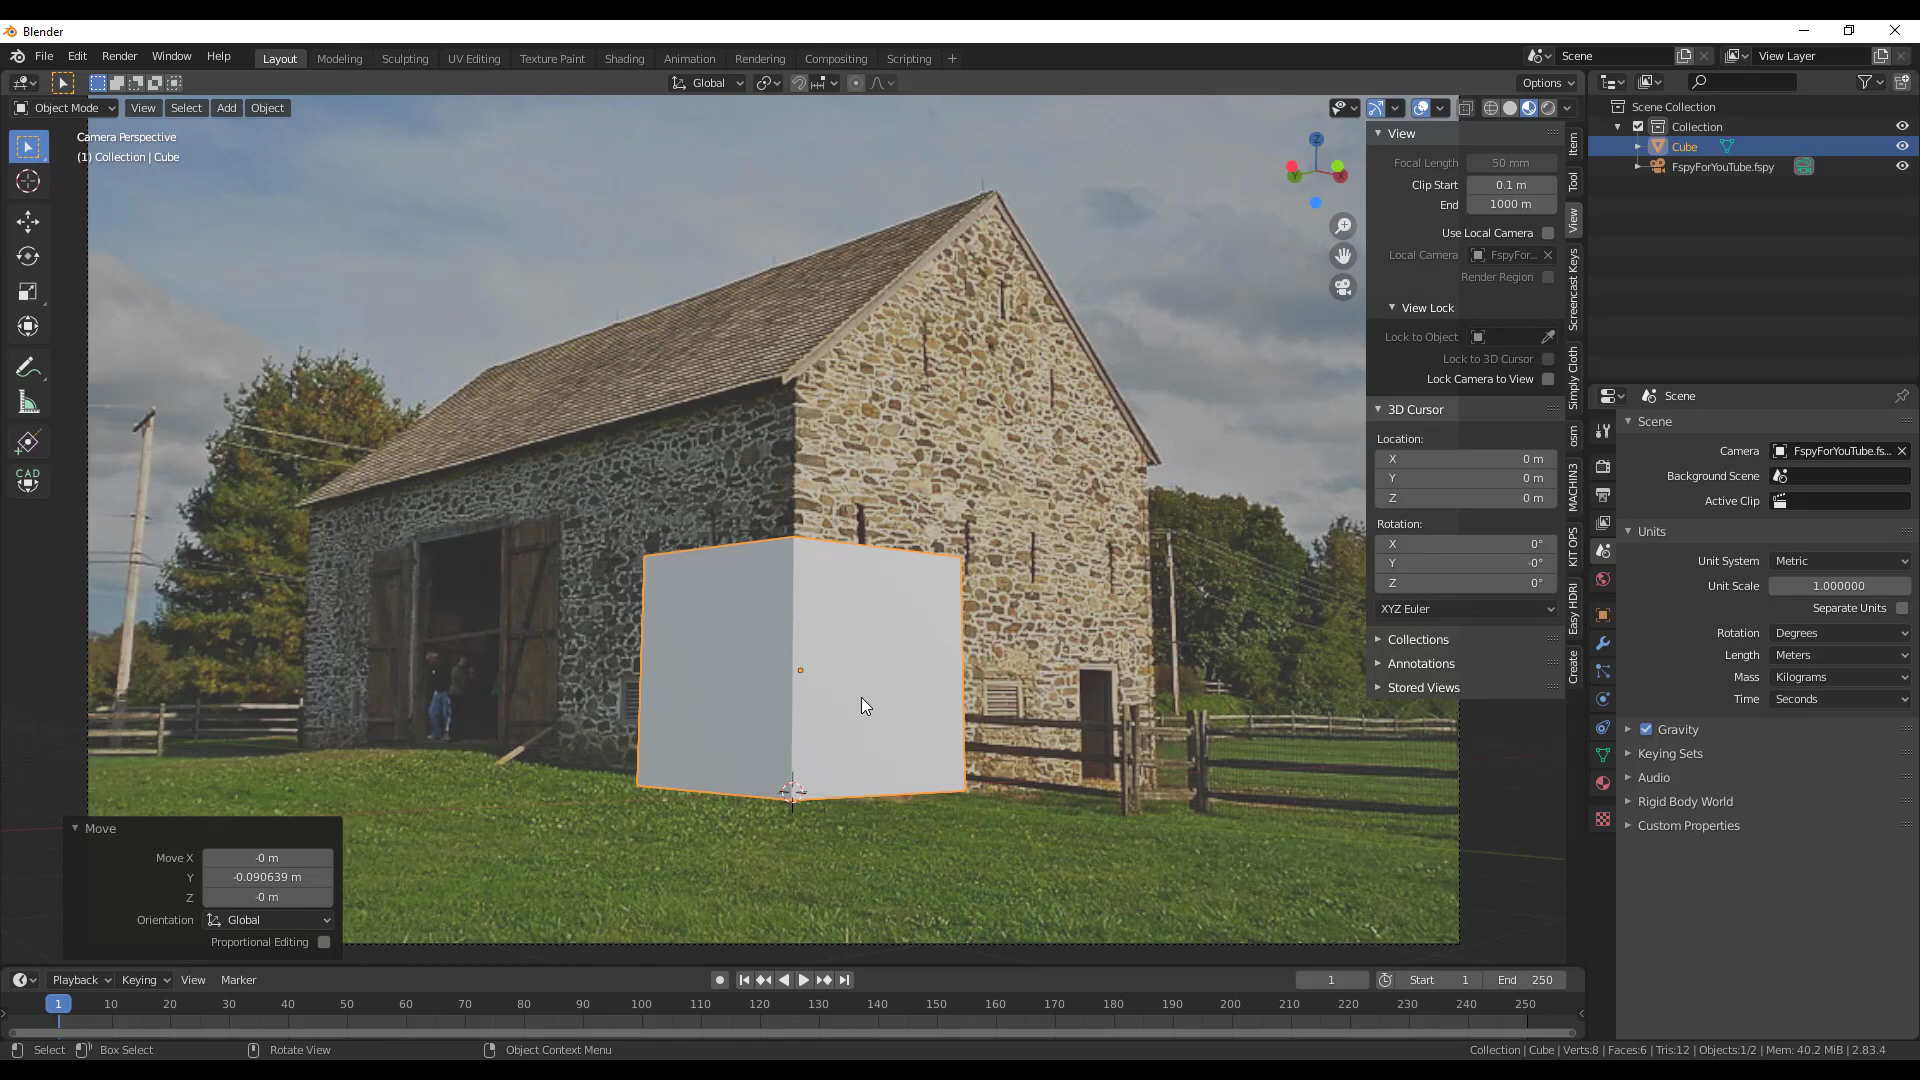 Blender
File Edit Render Window Help Layout Modeling Sculpting UV Editing Texture Paint Shading Animation Rendering Compositing Scripting + Scene View Layer
Global Options
Object Mode View Select Add Object
Camera Perspective
(1) Collection | Cube
View
Focal Length 50 mm
Clip Start 0.1 m
End 1000 m
Use Local Camera
Local Camera FspyFor...
Render Region
View Lock
Lock to Object
Lock to 3D Cursor
Lock Camera to View
3D Cursor
Location:
X 0 m
Y 0 m
Z 0 m
Rotation:
X 0°
Y -0°
Z 0°
XYZ Euler
Collections
Annotations
Stored Views
Item
Tool
View
Screencast Keys
Simply Cloth
osm
MACHIN3
KIT OPS
Easy HDRI
Create
Z
Y
X
CAD
Scene Collection
Collection
Cube
FspyForYouTube.fspy
Scene
Scene
Camera FspyForYouTube.fs...
Background Scene
Active Clip
Units
Unit System Metric
Unit Scale 1.000000
Separate Units
Rotation Degrees
Length Meters
Mass Kilograms
Time Seconds
Gravity
Keying Sets
Audio
Rigid Body World
Custom Properties
Move
Move X -0 m
Y -0.090639 m
Z -0 m
Orientation Global
Proportional Editing
Playback Keying View Marker 1 Start 1 End 250
1 10 20 30 40 50 60 70 80 90 100 110 120 130 140 150 160 170 180 190 200 210 220 230 240 250
Select Box Select Rotate View Object Context Menu Collection | Cube | Verts:8 | Faces:6 | Tris:12 | Objects:1/2 | Mem: 40.2 MiB | 2.83.4